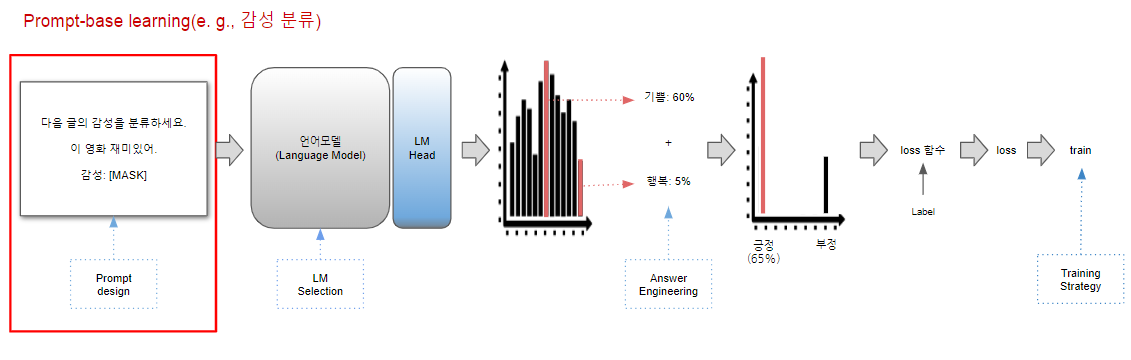 Prompt-base learning(e. g., 감성 분류)
다음 글의 감성을 분류하세요.
이 영화 재미있어.
감성: [MASK]
Prompt
design
언어모델
(Language Model)
LM
Head
LM
Selection
기쁨: 60%
+
행복: 5%
Answer
Engineering
긍정
(65%)
부정
loss 함수
Label
loss
train
Training
Strategy